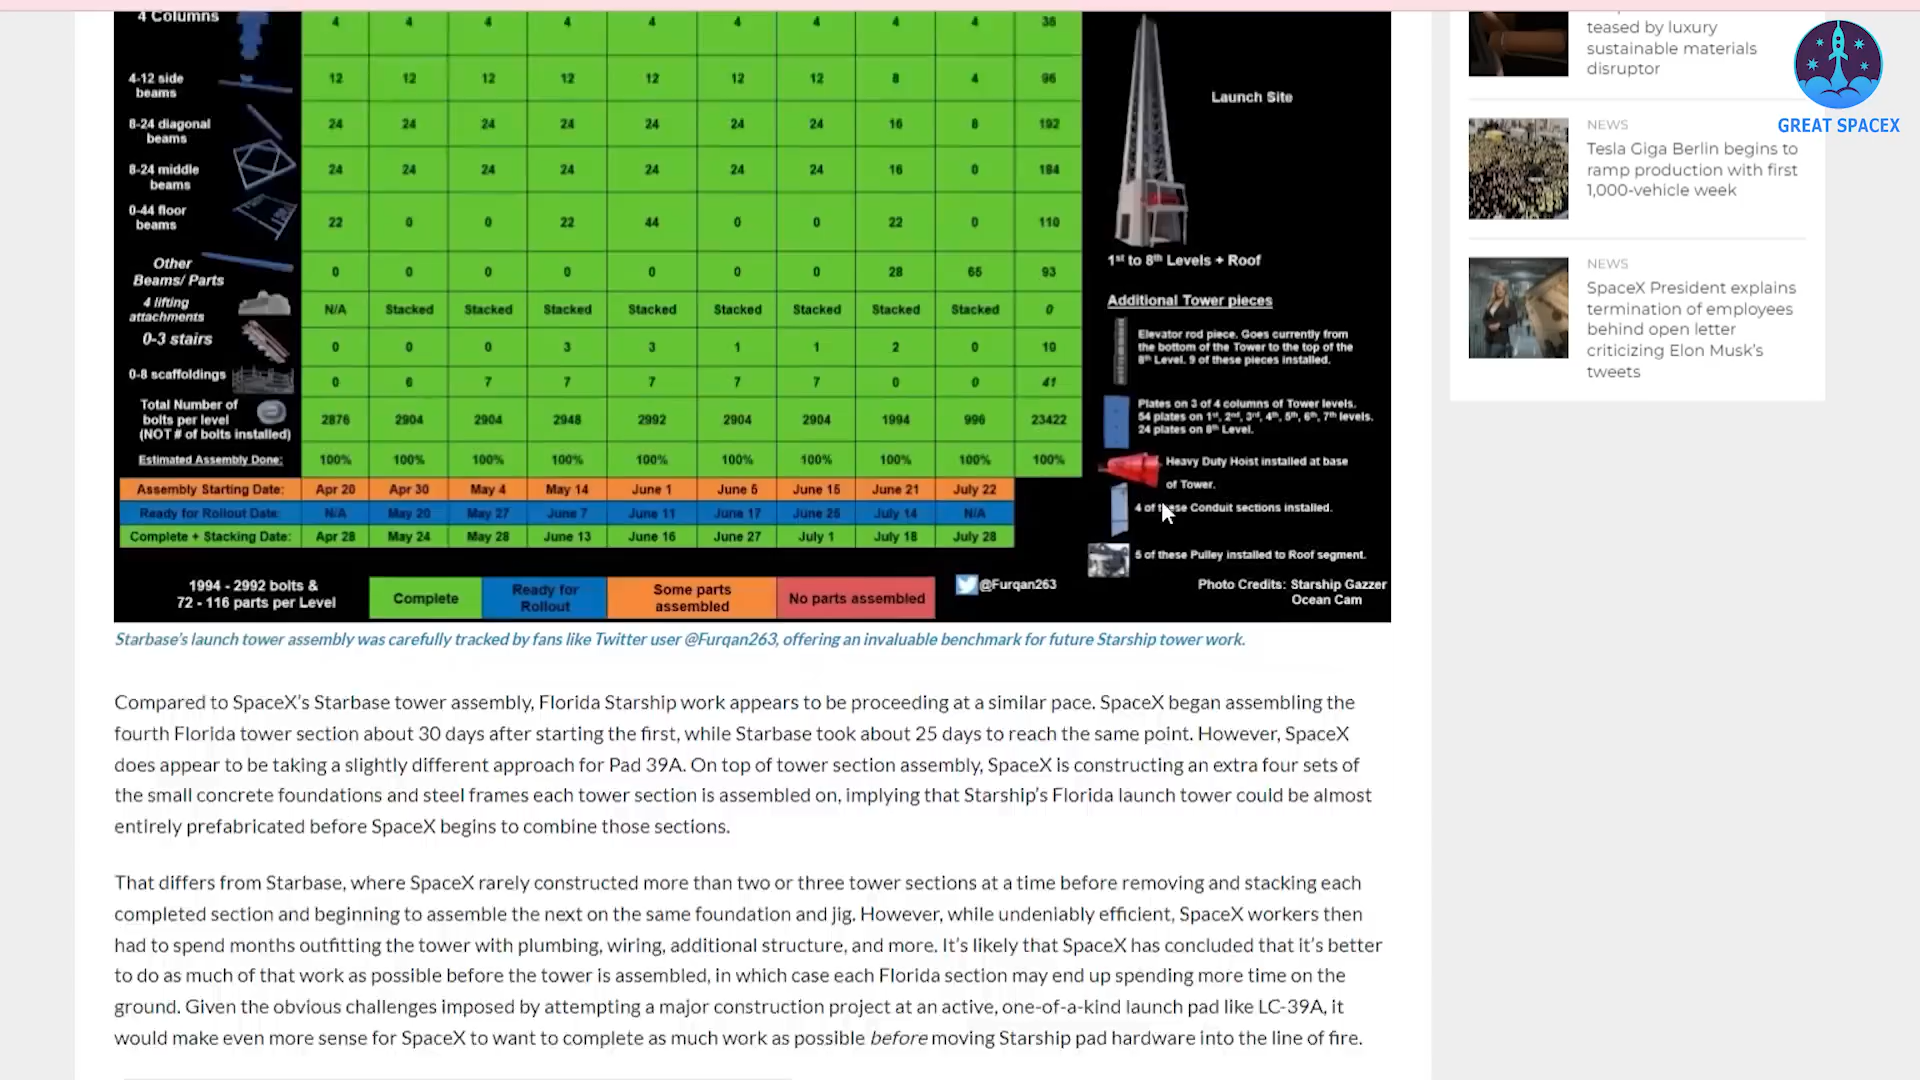 4 Columns 4 4 4 4 4 4 4 4 4 36
4-12 side beams 12 12 12 12 12 12 12 8 4 96
8-24 diagonal beams 24 24 24 24 24 24 24 16 8 192
8-24 middle beams 24 24 24 24 24 24 24 16 0 184
0-44 floor beams 22 0 0 22 44 0 0 22 0 110
Other Beams/ Parts 0 0 0 0 0 0 0 28 65 93
4 lifting attachments N/A Stacked Stacked Stacked Stacked Stacked Stacked Stacked Stacked 0
0-3 stairs 0 0 0 3 3 1 1 2 0 10
0-8 scaffoldings 0 6 7 7 7 7 7 0 0 41
Total Number of bolts per level (NOT # of bolts installed) 2876 2904 2904 2948 2992 2904 2904 1994 996 23422
Estimated Assembly Done: 100% 100% 100% 100% 100% 100% 100% 100% 100% 100%
Assembly Starting Date: Apr 20 Apr 30 May 4 May 14 June 1 June 5 June 15 June 21 July 22
Ready for Rollout Date: N/A May 20 May 27 June 7 June 11 June 17 June 26 July 14 N/A
Complete + Stacking Date: Apr 28 May 24 May 28 June 13 June 16 June 27 July 1 July 18 July 28
1994 - 2992 bolts &
72 - 116 parts per Level
Complete
Ready for Rollout
Some parts assembled
No parts assembled
@Furqan263
Launch Site
1st to 8th Levels + Roof
Additional Tower pieces
Elevator rod piece. Goes currently from
the bottom of the Tower to the top of the
8th Level. 9 of these pieces installed.
Plates on 3 of 4 columns of Tower levels.
54 plates on 1st, 2nd, 3rd, 4th, 5th, 6th, 7th levels.
24 plates on 8th Level.
Heavy Duty Hoist installed at base
of Tower.
4 of these Conduit sections installed.
5 of these Pulley installed to Roof segment.
Photo Credits: Starship Gazzer
Ocean Cam
Starbase's launch tower assembly was carefully tracked by fans like Twitter user @Furqan263, offering an invaluable benchmark for future Starship tower work.
Compared to SpaceX's Starbase tower assembly, Florida Starship work appears to be proceeding at a similar pace. SpaceX began assembling the
fourth Florida tower section about 30 days after starting the first, while Starbase took about 25 days to reach the same point. However, SpaceX
does appear to be taking a slightly different approach for Pad 39A. On top of tower section assembly, SpaceX is constructing an extra four sets of
the small concrete foundations and steel frames each tower section is assembled on, implying that Starship's Florida launch tower could be almost
entirely prefabricated before SpaceX begins to combine those sections.
That differs from Starbase, where SpaceX rarely constructed more than two or three tower sections at a time before removing and stacking each
completed section and beginning to assemble the next on the same foundation and jig. However, while undeniably efficient, SpaceX workers then
had to spend months outfitting the tower with plumbing, wiring, additional structure, and more. It's likely that SpaceX has concluded that it's better
to do as much of that work as possible before the tower is assembled, in which case each Florida section may end up spending more time on the
ground. Given the obvious challenges imposed by attempting a major construction project at an active, one-of-a-kind launch pad like LC-39A, it
would make even more sense for SpaceX to want to complete as much work as possible before moving Starship pad hardware into the line of fire.
teased by luxury
sustainable materials
disruptor
NEWS
Tesla Giga Berlin begins to
ramp production with first
1,000-vehicle week
NEWS
SpaceX President explains
termination of employees
behind open letter
criticizing Elon Musk's
tweets
GREAT SPACEX